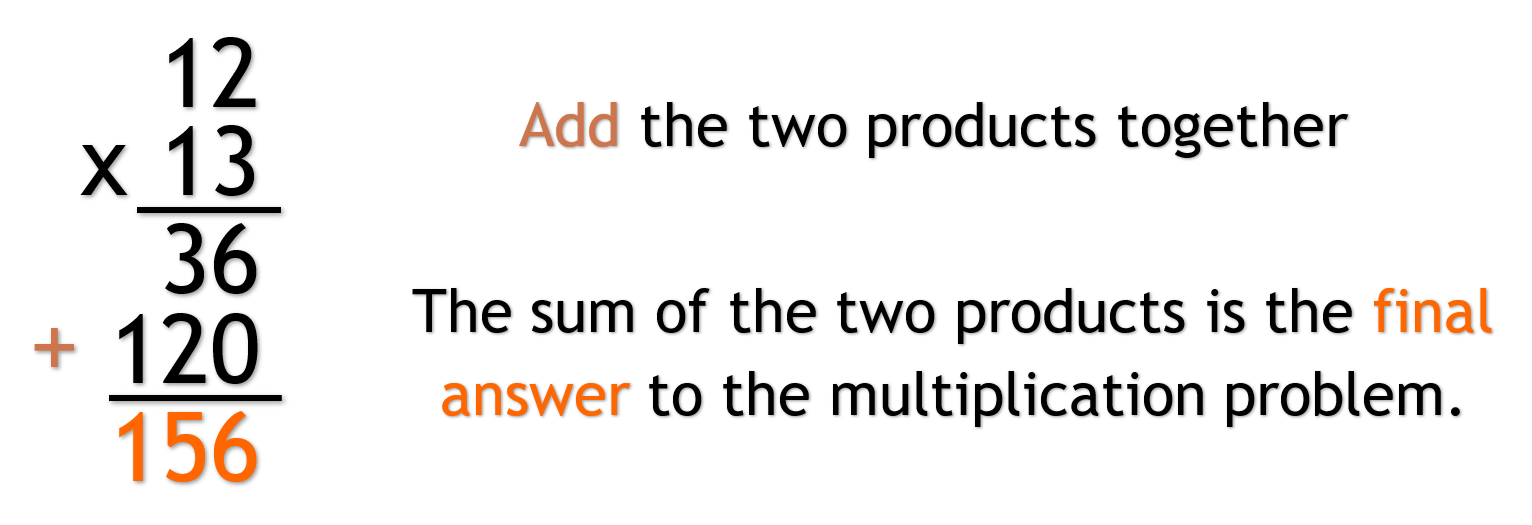 12
x 13
36
+ 120
156
Add the two products together
The sum of the two products is the final
answer to the multiplication problem.